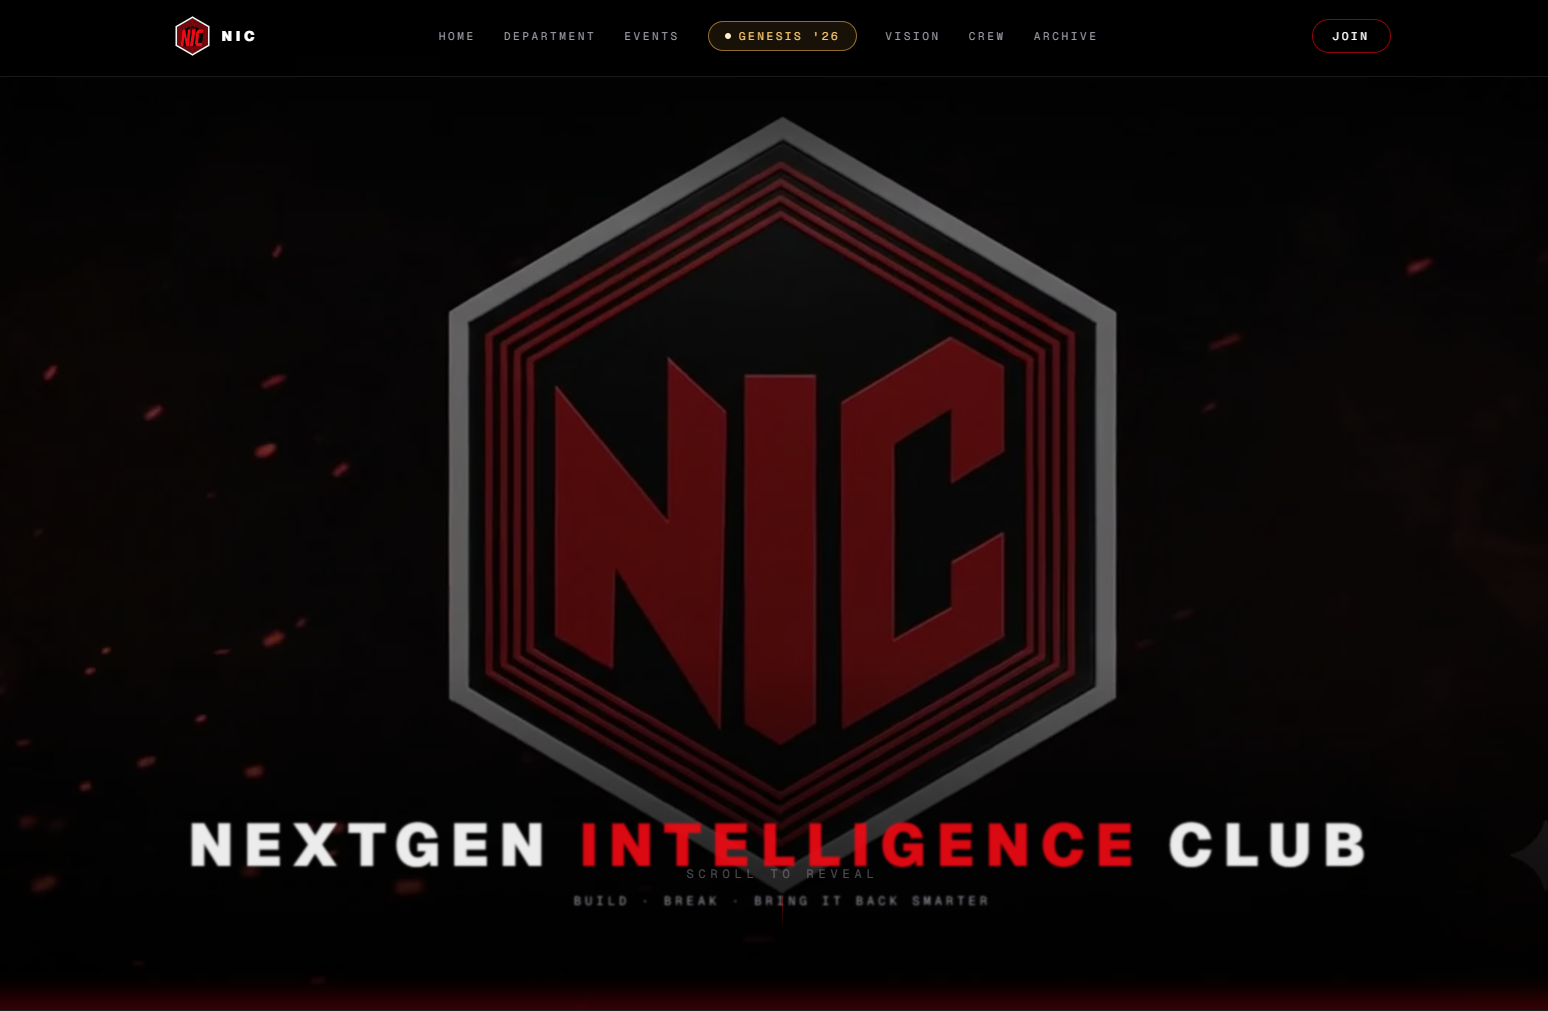 NIC NIC
HOME DEPARTMENT EVENTS GENESIS '26 VISION CREW ARCHIVE JOIN
NIC
NEXTGEN INTELLIGENCE CLUB
SCROLL TO REVEAL
BUILD · BREAK · BRING IT BACK SMARTER